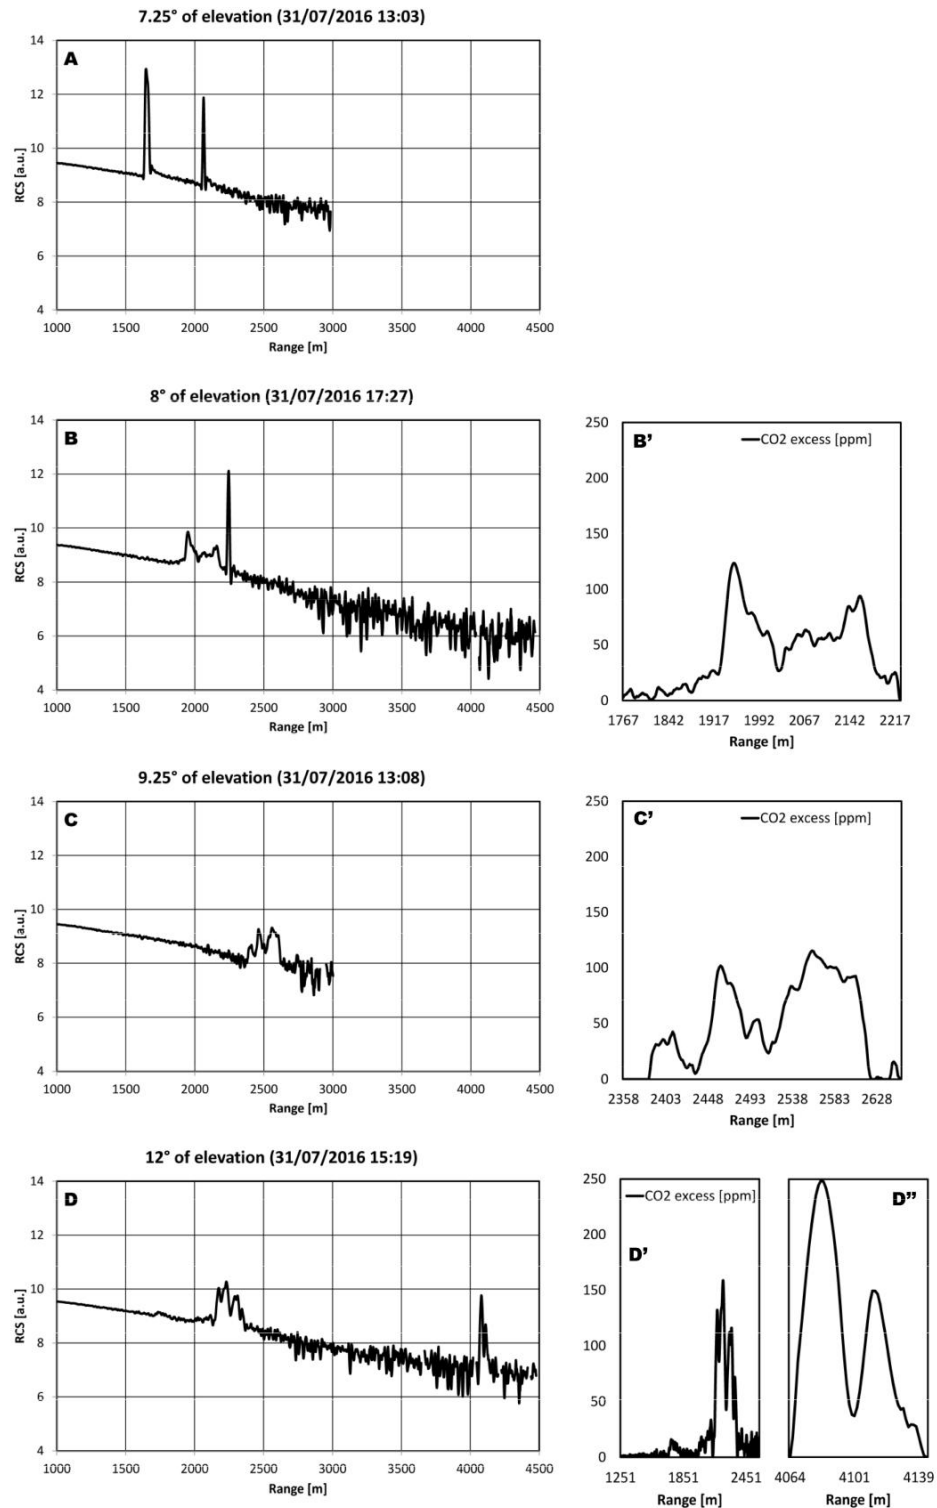 7.25° of elevation (31/07/2016 13:03)
A
14
12
10
8
6
4
RCS [a.u.]
1000 1500 2000 2500 3000 3500 4000 4500
Range [m]
8° of elevation (31/07/2016 17:27)
B
14
12
10
8
6
4
RCS [a.u.]
1000 1500 2000 2500 3000 3500 4000 4500
Range [m]
B'
CO2 excess [ppm]
250
200
150
100
50
0
1767 1842 1917 1992 2067 2142 2217
Range [m]
9.25° of elevation (31/07/2016 13:08)
C
14
12
10
8
6
4
RCS [a.u.]
1000 1500 2000 2500 3000 3500 4000 4500
Range [m]
C'
CO2 excess [ppm]
250
200
150
100
50
0
2358 2403 2448 2493 2538 2583 2628
Range [m]
12° of elevation (31/07/2016 15:19)
D
14
12
10
8
6
4
RCS [a.u.]
1000 1500 2000 2500 3000 3500 4000 4500
Range [m]
CO2 excess [ppm]
D'
250
200
150
100
50
0
1251 1851 2451
Range [m]
D''
4064 4101 4139
Range [m]